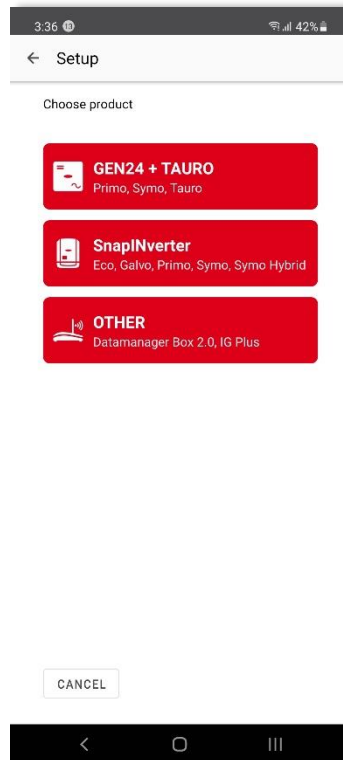 3:36 13 42%
Setup
Choose product
GEN24 + TAURO
Primo, Symo, Tauro
SnapINverter
Eco, Galvo, Primo, Symo, Symo Hybrid
OTHER
Datamanager Box 2.0, IG Plus
CANCEL